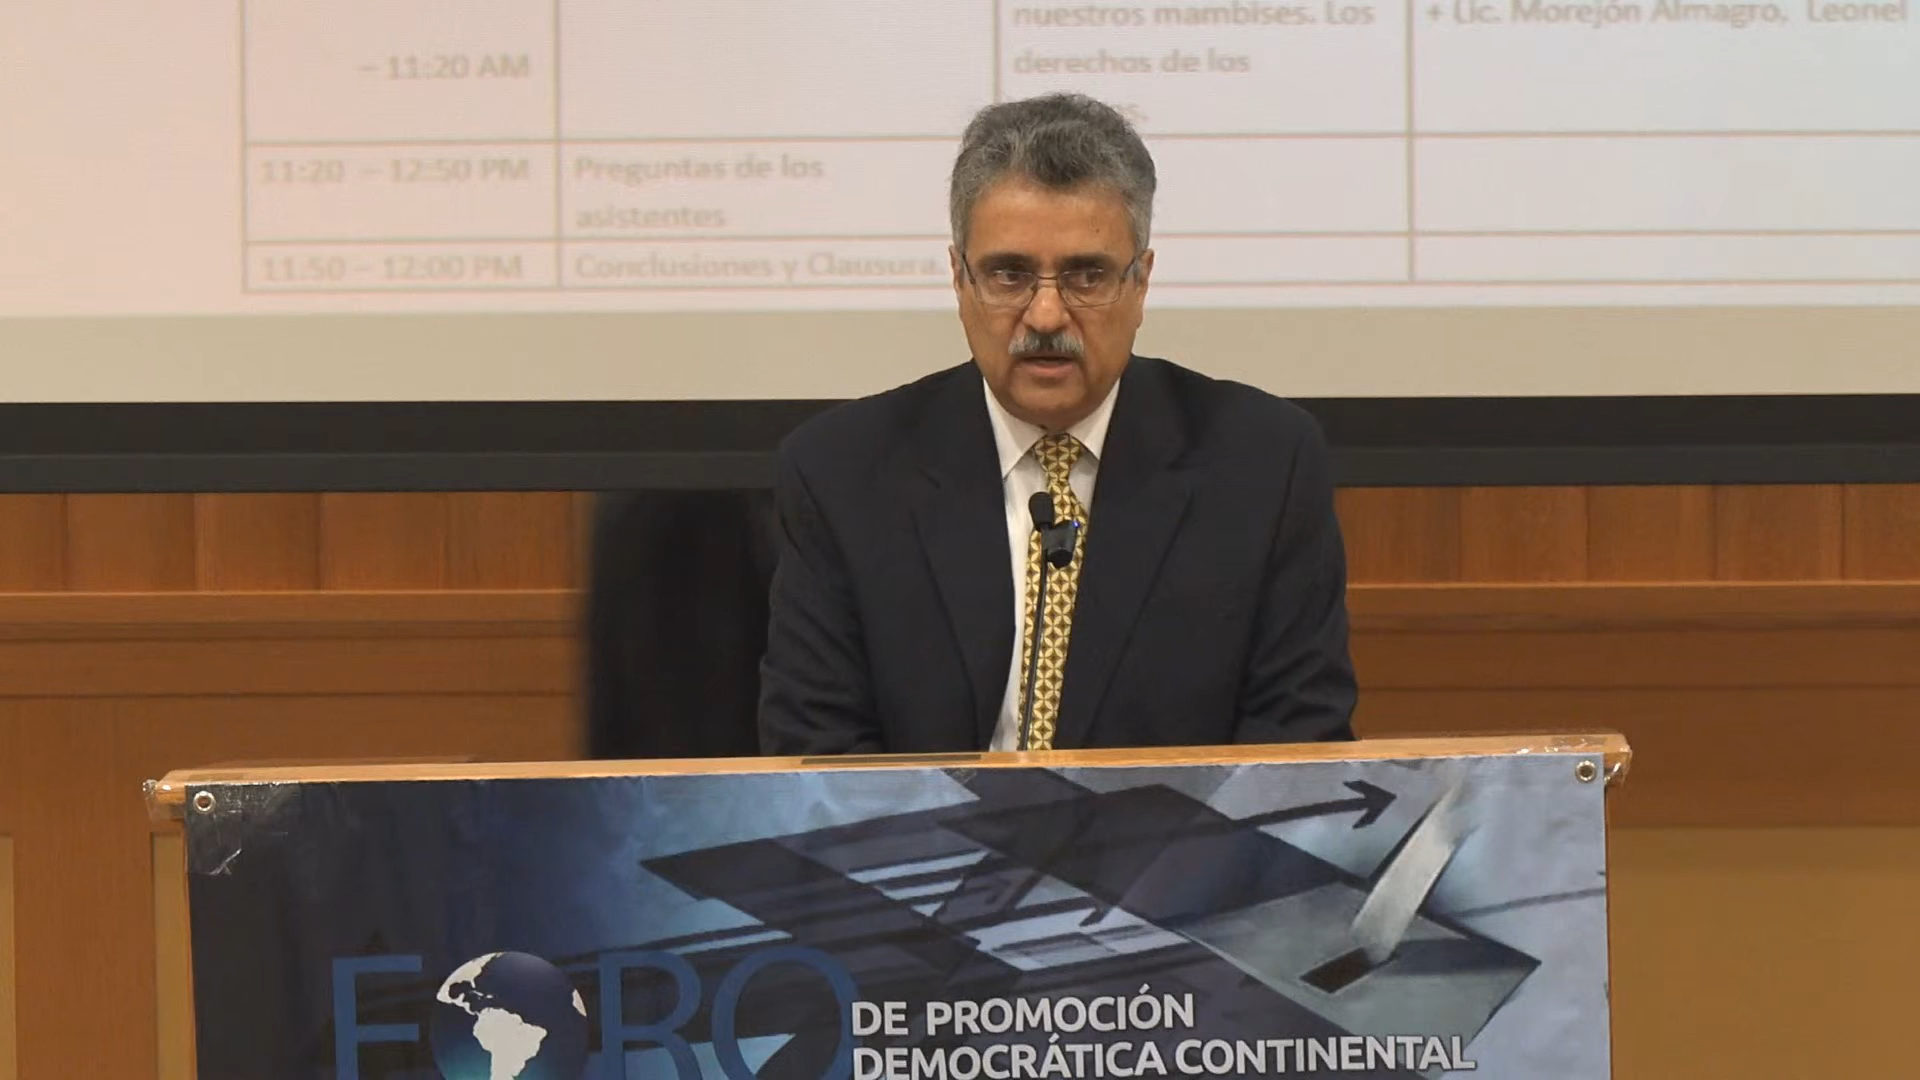 nuestros mambises. Los
+ Lic. Morejón Almagro, Leonel
– 11:20 AM
derechos de los
11:20 – 12:50 PM
Preguntas de los
asistentes
11:50 – 12:00 PM
Conclusiones y Clausura.
FORO
DE PROMOCIÓN
DEMOCRÁTICA CONTINENTAL